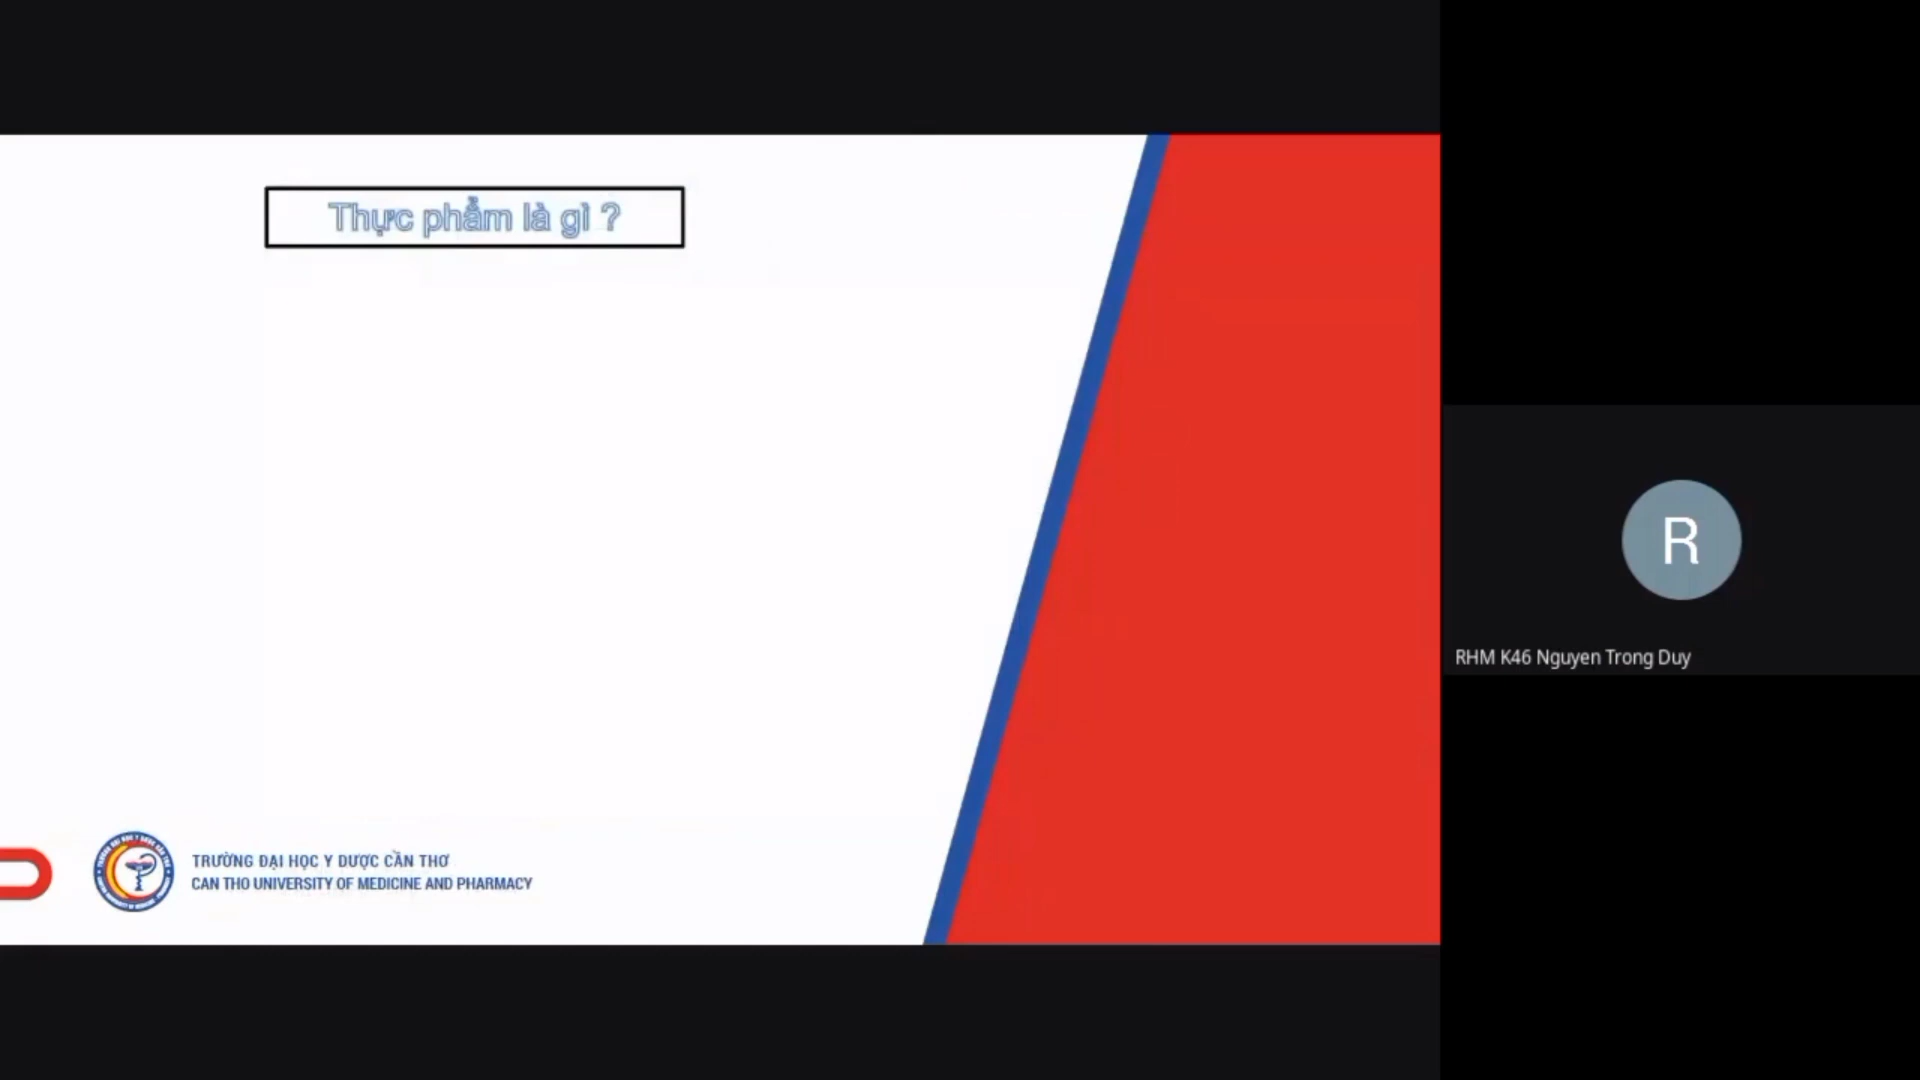 Thực phẩm là gì ?
TRƯỜNG ĐẠI HỌC Y DƯỢC CẦN THƠ
CAN THO UNIVERSITY OF MEDICINE AND PHARMACY
R
RHM K46 Nguyen Trong Duy